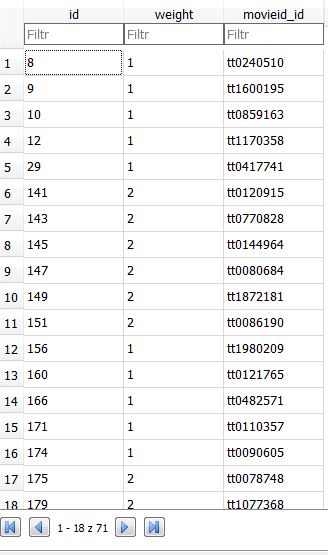 id weight movieid_id
Filtr Filtr Filtr
1 8 1 tt0240510
2 9 1 tt1600195
3 10 1 tt0859163
4 12 1 tt1170358
5 29 1 tt0417741
6 141 2 tt0120915
7 143 2 tt0770828
8 145 2 tt0144964
9 147 2 tt0080684
10 149 2 tt1872181
11 151 2 tt0086190
12 156 1 tt1980209
13 160 1 tt0121765
14 166 1 tt0482571
15 171 1 tt0110357
16 174 1 tt0090605
17 175 2 tt0078748
18 179 2 tt1077368
1 - 18 z 71